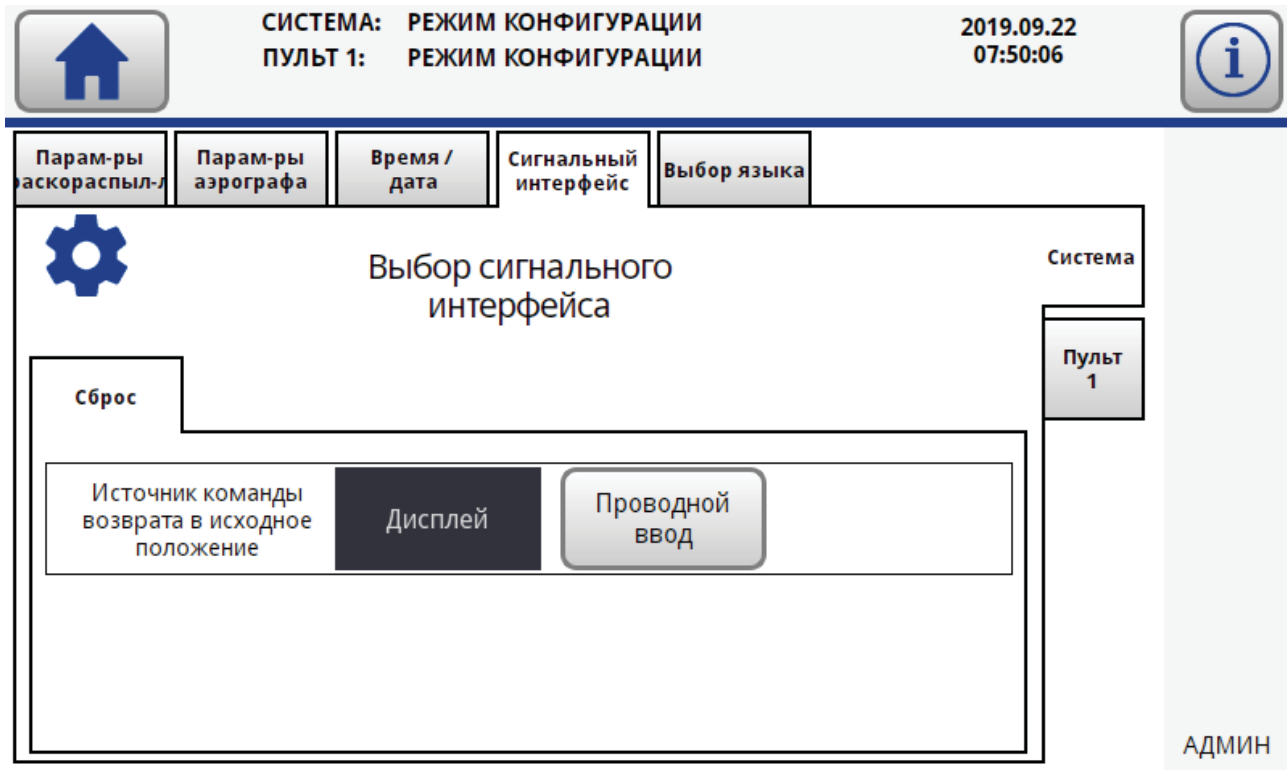 СИСТЕМА: РЕЖИМ КОНФИГУРАЦИИ
ПУЛЬТ 1: РЕЖИМ КОНФИГУРАЦИИ
2019.09.22
07:50:06
Парам-ры
аскораспыл-л
Парам-ры
аэрографа
Время /
дата
Сигнальный
интерфейс
Выбор языка
Выбор сигнального
интерфейса
Система
Пульт
1
Сброс
Источник команды
возврата в исходное
положение
Дисплей
Проводной
ввод
АДМИН